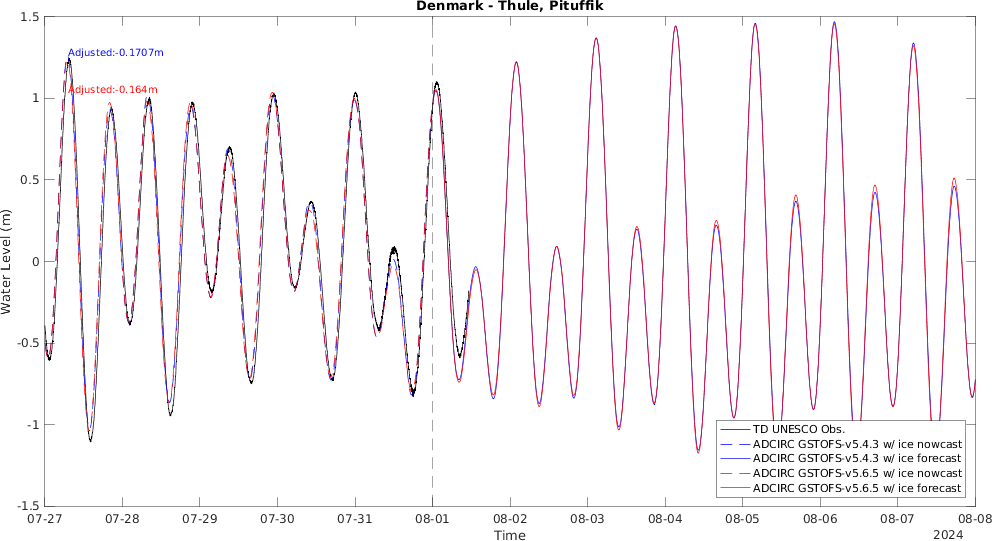 Denmark - Thule, Pituffik
1.5
Adjusted:-0.1707m
Adjusted:-0.164m
1
0.5
0
-0.5
-1
-1.5
Water Level (m)
TD UNESCO Obs.
ADCIRC GSTOFS-v5.4.3 w/ ice nowcast
ADCIRC GSTOFS-v5.4.3 w/ ice forecast
ADCIRC GSTOFS-v5.6.5 w/ ice nowcast
ADCIRC GSTOFS-v5.6.5 w/ ice forecast
07-27 07-28 07-29 07-30 07-31 08-01 08-02 08-03 08-04 08-05 08-06 08-07 08-08
Time
2024